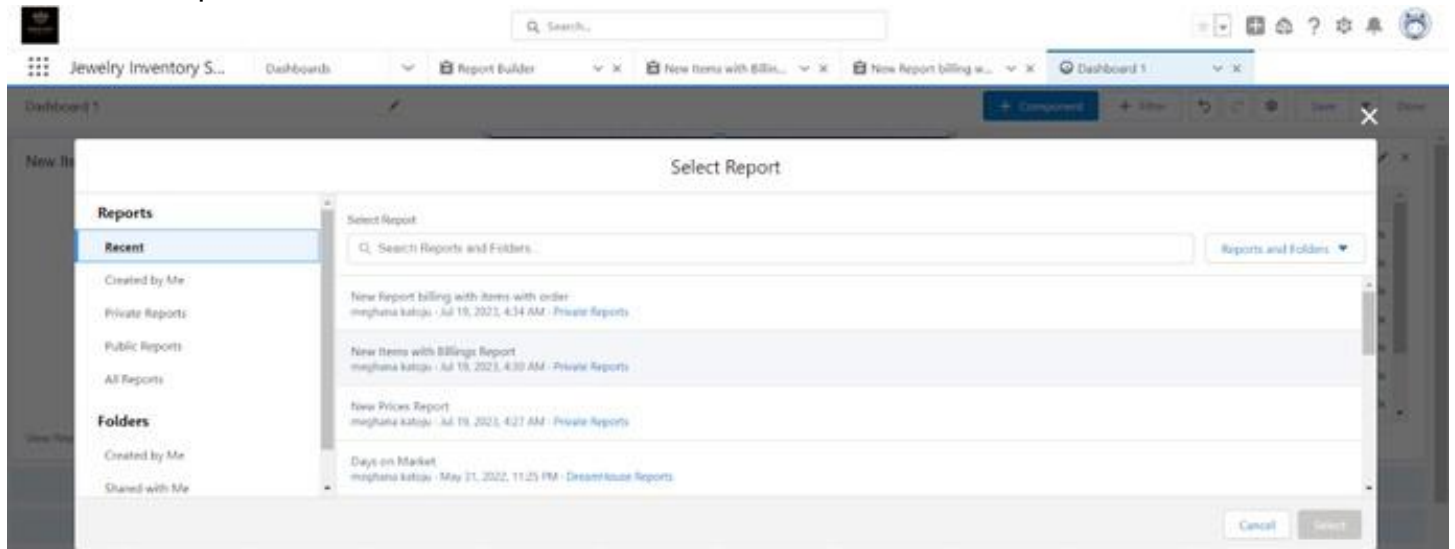 Search...
Jewelry Inventory S...
Dashboards
Report Builder
New Items with Billin...
New Report billing w...
Dashboard 1
Dashboard 1
+ Component
+ Filter
Save
Done
New Ite
Select Report
Reports
Recent
Created by Me
Private Reports
Public Reports
All Reports
Folders
Created by Me
Shared with Me
Select Report
Search Reports and Folders...
Reports and Folders
New Report billing with items with order
meghana katoju · Jul 19, 2023, 4:34 AM · Private Reports
New Items with Billings Report
meghana katoju · Jul 19, 2023, 4:30 AM · Private Reports
New Prices Report
meghana katoju · Jul 19, 2023, 4:27 AM · Private Reports
Days on Market
meghana katoju · May 31, 2022, 11:25 PM · DreamHouse Reports
Cancel
Select